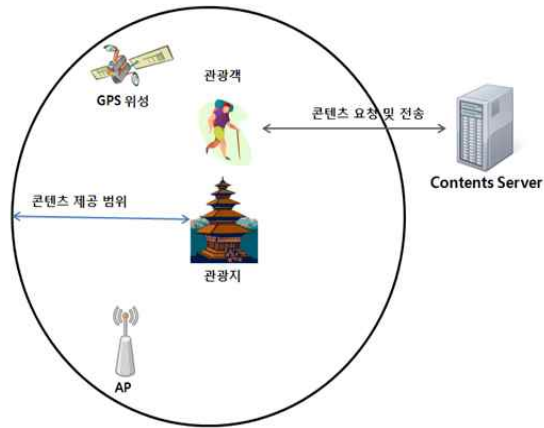 관광객
GPS 위성
콘텐츠 요청 및 전송
Contents Server
콘텐츠 제공 범위
관광지
AP